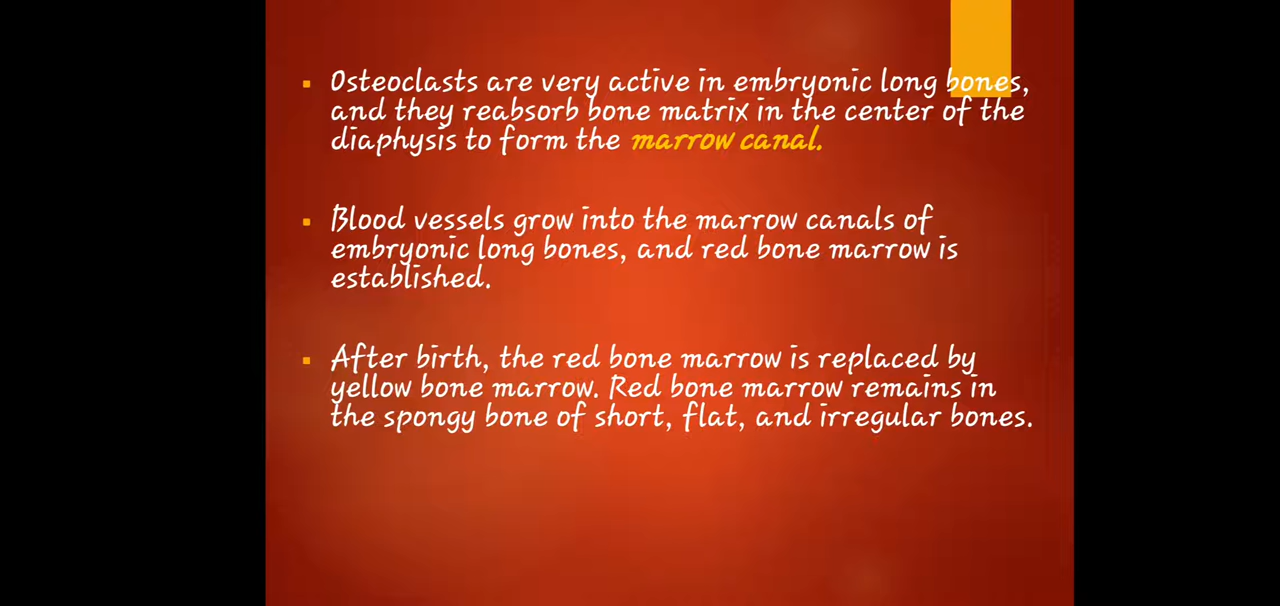 Osteoclasts are very active in embryonic long bones,
and they reabsorb bone matrix in the center of the
diaphysis to form the marrow canal.
Blood vessels grow into the marrow canals of
embryonic long bones, and red bone marrow is
established.
After birth, the red bone marrow is replaced by
yellow bone marrow. Red bone marrow remains in
the spongy bone of short, flat, and irregular bones.